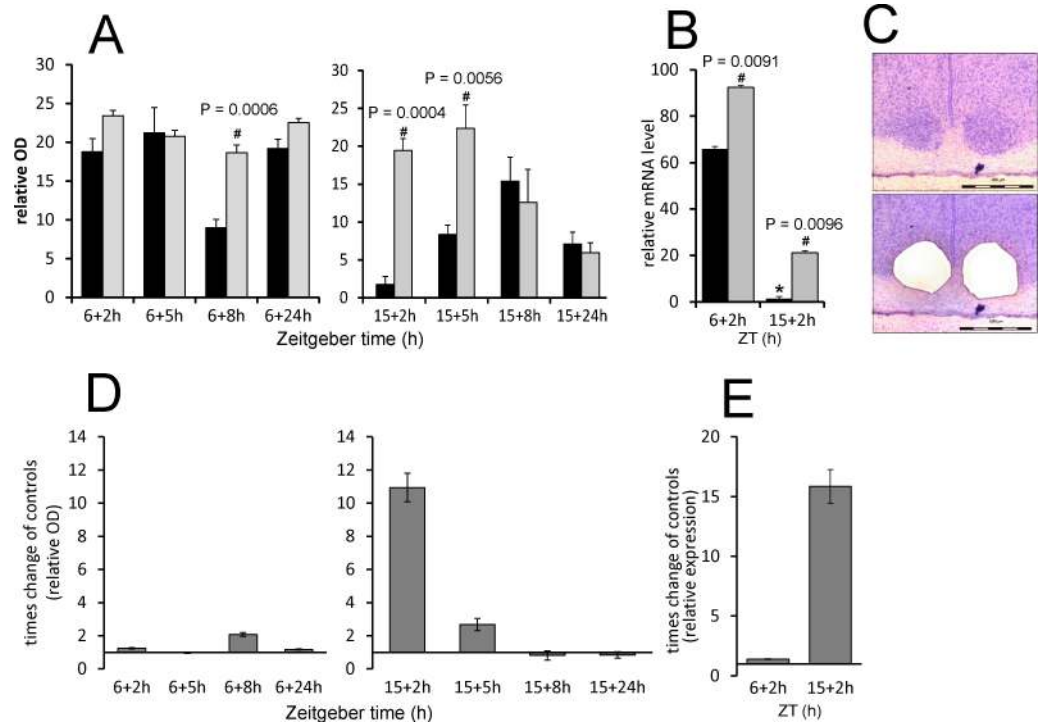 A
relative OD
30
25
20
15
10
5
0
P = 0.0006
#
6+2h 6+5h 6+8h 6+24h
30
25
20
15
10
5
0
P = 0.0004
#
P = 0.0056
#
15+2h 15+5h 15+8h 15+24h
Zeitgeber time (h)
B
relative mRNA level
100
80
60
40
20
0
P = 0.0091
#
P = 0.0096
#
*
6+2h 15+2h
ZT (h)
C
D
times change of controls
(relative OD)
14
12
10
8
6
4
2
0
6+2h 6+5h 6+8h 6+24h
14
12
10
8
6
4
2
0
15+2h 15+5h 15+8h 15+24h
Zeitgeber time (h)
E
times change of controls
(relative expression)
20
15
10
5
0
6+2h 15+2h
ZT (h)